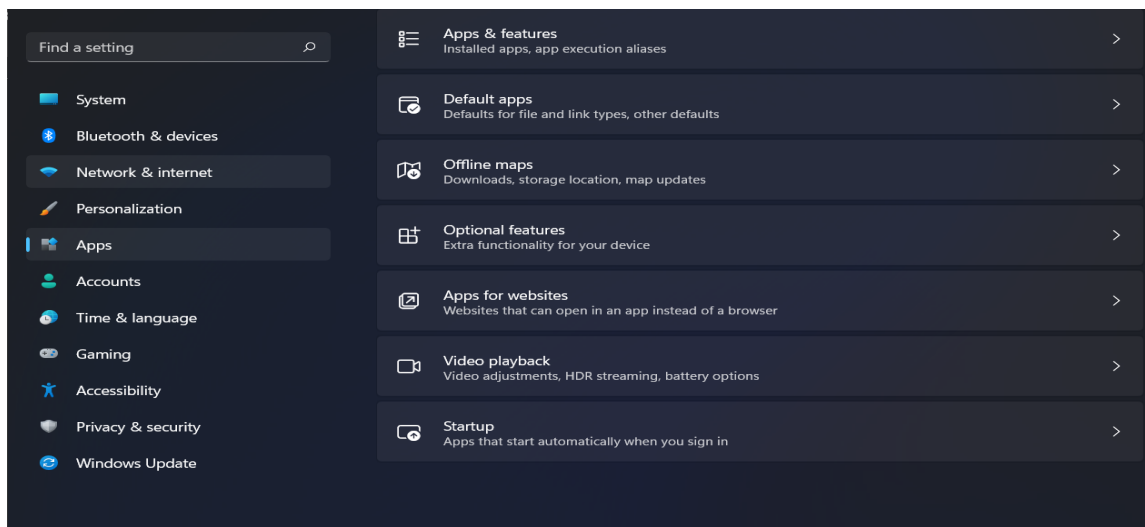 Find a setting
System
Bluetooth & devices
Network & internet
Personalization
Apps
Accounts
Time & language
Gaming
Accessibility
Privacy & security
Windows Update
Apps & features
Installed apps, app execution aliases
Default apps
Defaults for file and link types, other defaults
Offline maps
Downloads, storage location, map updates
Optional features
Extra functionality for your device
Apps for websites
Websites that can open in an app instead of a browser
Video playback
Video adjustments, HDR streaming, battery options
Startup
Apps that start automatically when you sign in